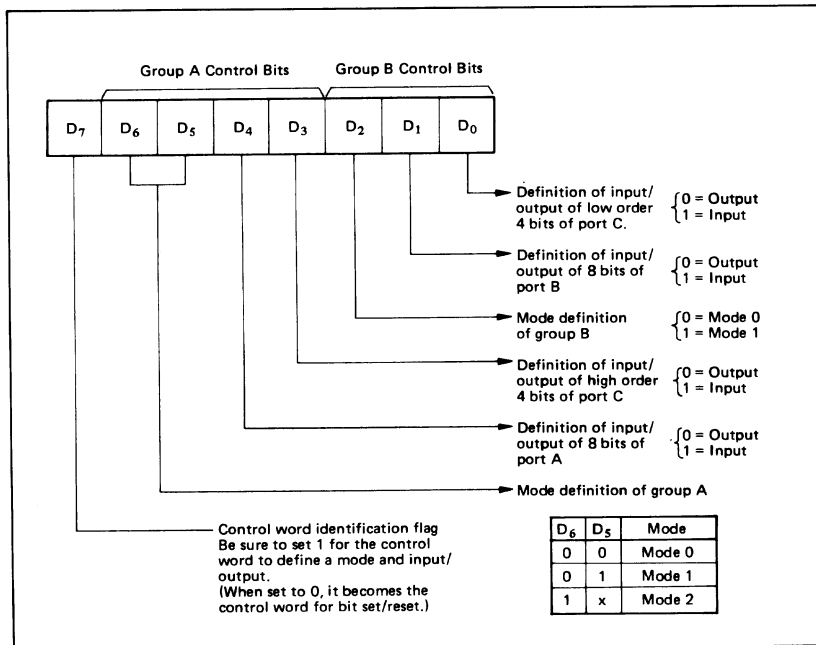 Group A Control Bits Group B Control Bits
D7 D6 D5 D4 D3 D2 D1 D0
Definition of input/
output of low order
4 bits of port C.
0 = Output
1 = Input
Definition of input/
output of 8 bits of
port B
0 = Output
1 = Input
Mode definition
of group B
0 = Mode 0
1 = Mode 1
Definition of input/
output of high order
4 bits of port C
0 = Output
1 = Input
Definition of input/
output of 8 bits of
port A
0 = Output
1 = Input
Mode definition of group A
Control word identification flag
Be sure to set 1 for the control
word to define a mode and input/
output.
(When set to 0, it becomes the
control word for bit set/reset.)
D6 D5 Mode
0 0 Mode 0
0 1 Mode 1
1 x Mode 2